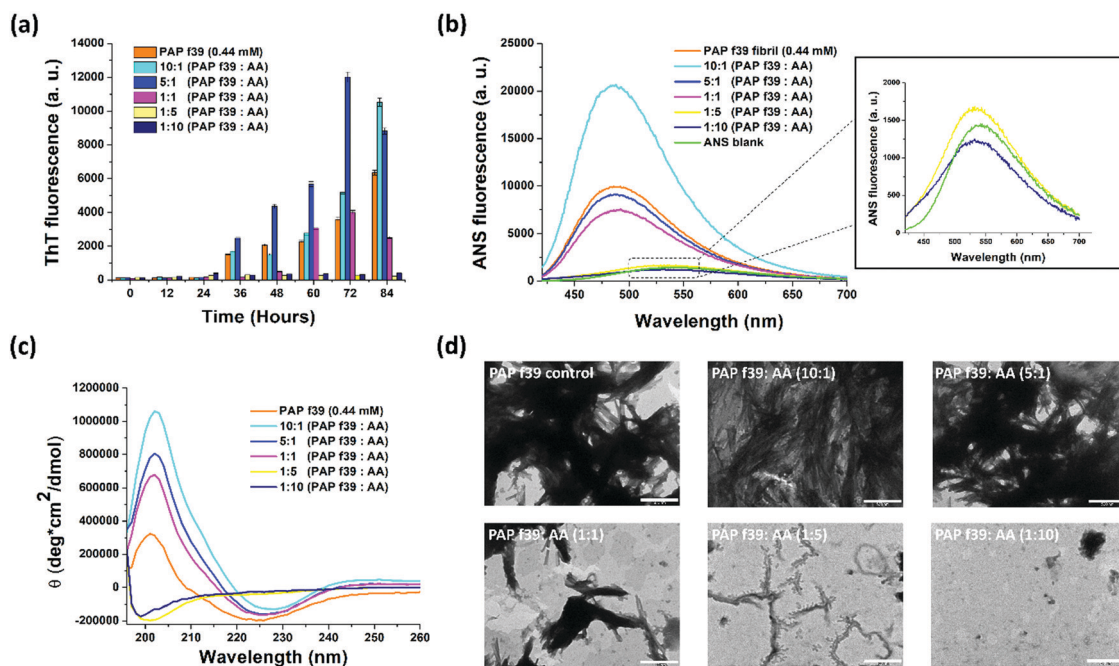 (a)
ThT fluorescence (a. u.)
14000
12000
10000
8000
6000
4000
2000
0
PAP f39 (0.44 mM)
10:1 (PAP f39 : AA)
5:1 (PAP f39 : AA)
1:1 (PAP f39 : AA)
1:5 (PAP f39 : AA)
1:10 (PAP f39 : AA)
0 12 24 36 48 60 72 84
Time (Hours)
(b)
ANS fluorescence (a. u.)
25000
20000
15000
10000
5000
0
PAP f39 fibril (0.44 mM)
10:1 (PAP f39 : AA)
5:1 (PAP f39 : AA)
1:1 (PAP f39 : AA)
1:5 (PAP f39 : AA)
1:10 (PAP f39 : AA)
ANS blank
450 500 550 600 650 700
Wavelength (nm)
ANS fluorescence (a. u.)
2000
1500
1000
500
0
450 500 550 600 650 700
Wavelength (nm)
(c)
θ (deg*cm²/dmol)
1200000
1000000
800000
600000
400000
200000
0
-200000
PAP f39 (0.44 mM)
10:1 (PAP f39 : AA)
5:1 (PAP f39 : AA)
1:1 (PAP f39 : AA)
1:5 (PAP f39 : AA)
1:10 (PAP f39 : AA)
200 210 220 230 240 250 260
Wavelength (nm)
(d)
PAP f39 control
PAP f39: AA (10:1)
PAP f39: AA (5:1)
PAP f39: AA (1:1)
PAP f39: AA (1:5)
PAP f39: AA (1:10)